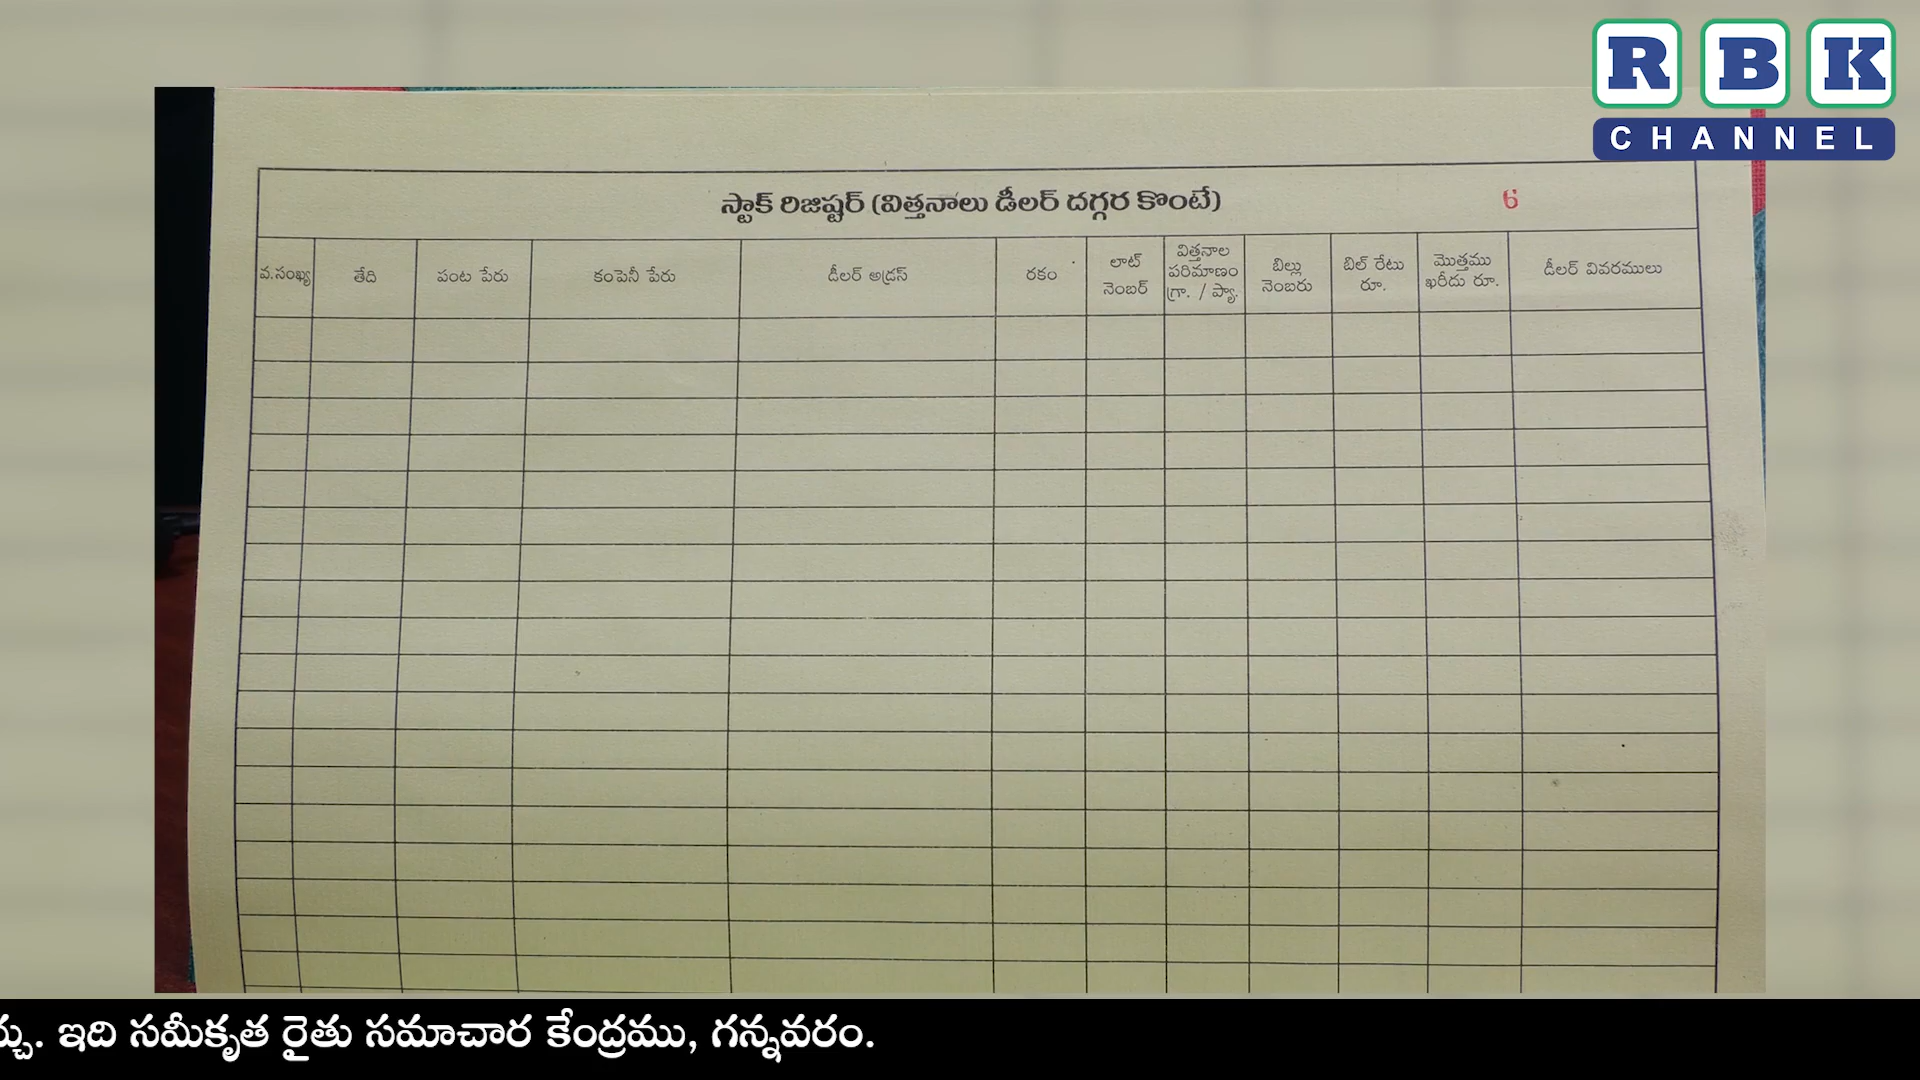 R B K
CHANNEL
స్టాక్ రిజిష్టర్ (విత్తనాలు డీలర్ దగ్గర కొంటే) 6
వ.సంఖ్య
తేది
పంట పేరు
కంపెనీ పేరు
డీలర్ అడ్రస్
రకం
లాట్
నెంబర్
విత్తనాల
పరిమాణం
గ్రా. / ప్యా.
బిల్లు
నెంబరు
బిల్ రేటు
రూ.
మొత్తము
ఖరీదు రూ.
డీలర్ వివరములు
ఇది సమీకృత రైతు సమాచార కేంద్రము, గన్నవరం.